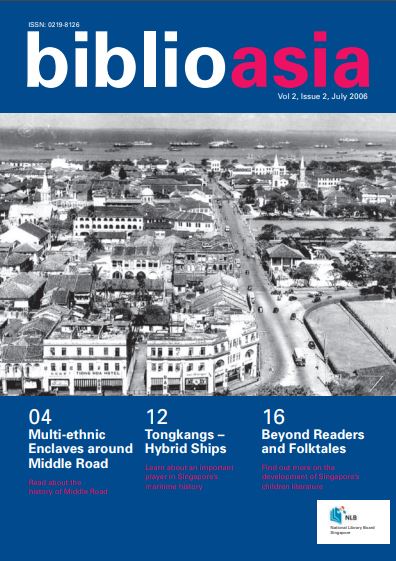 ISSN: 0219-8126
biblioasia
Vol 2, Issue 2, July 2006
TIONG HOA HOTEL
04
Multi-ethnic
Enclaves around
Middle Road
Read about the
history of Middle Road
12
Tongkangs –
Hybrid Ships
Learn about an important
player in Singapore's
maritime history
16
Beyond Readers
and Folktales
Find out more on the
development of Singapore's
children literature
NLB
National Library Board
Singapore